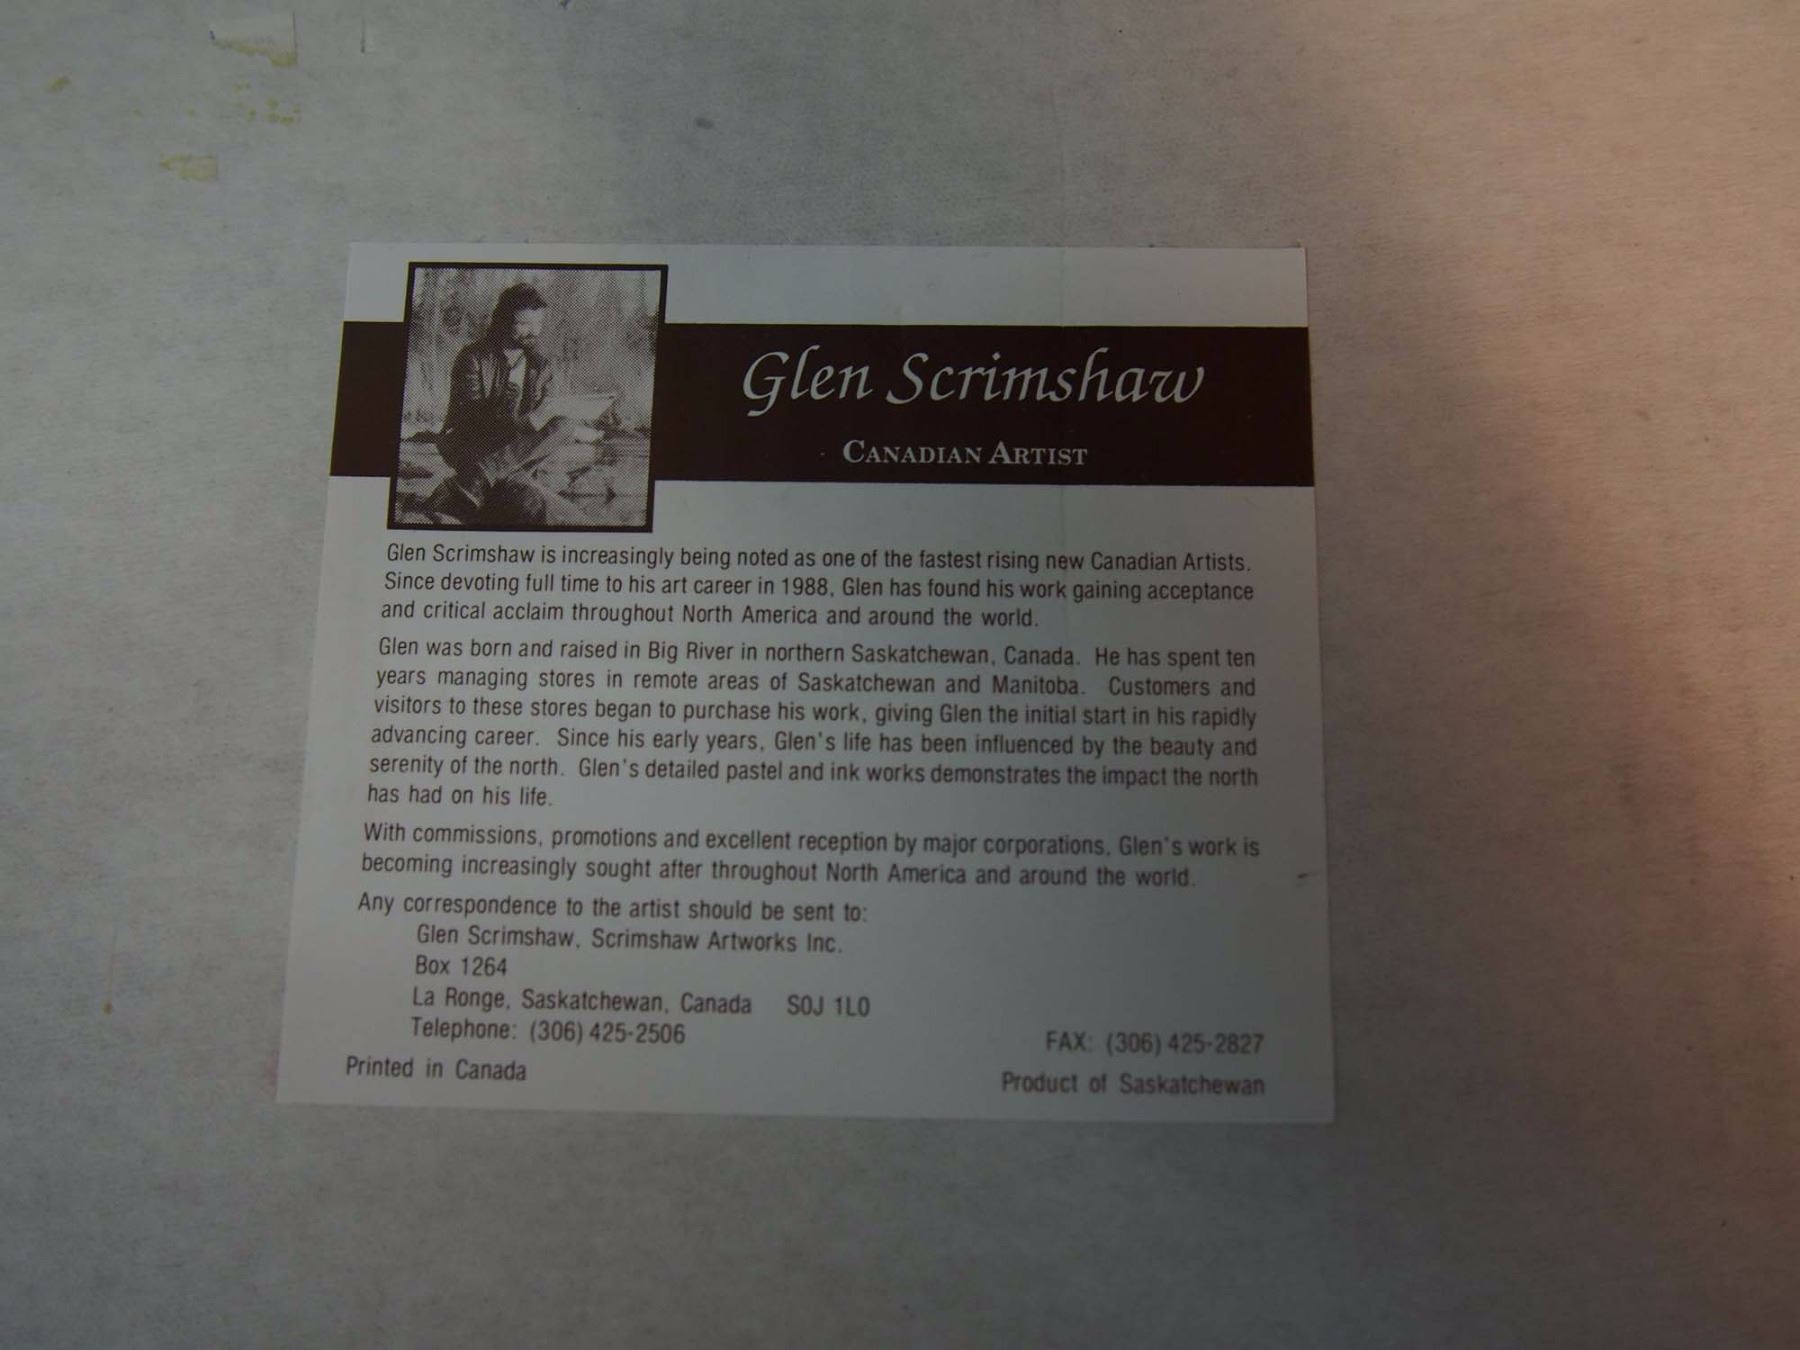 Glen Scrimshaw
CANADIAN ARTIST
Glen Scrimshaw is increasingly being noted as one of the fastest rising new Canadian Artists.
Since devoting full time to his art career in 1988, Glen has found his work gaining acceptance
and critical acclaim throughout North America and around the world.
Glen was born and raised in Big River in northern Saskatchewan, Canada. He has spent ten
years managing stores in remote areas of Saskatchewan and Manitoba. Customers and
visitors to these stores began to purchase his work, giving Glen the initial start in his rapidly
advancing career. Since his early years, Glen's life has been influenced by the beauty and
serenity of the north. Glen's detailed pastel and ink works demonstrates the impact the north
has had on his life.
With commissions, promotions and excellent reception by major corporations, Glen's work is
becoming increasingly sought after throughout North America and around the world.
Any correspondence to the artist should be sent to:
Glen Scrimshaw, Scrimshaw Artworks Inc.
Box 1264
La Ronge, Saskatchewan, Canada S0J 1L0
Telephone: (306) 425-2506 FAX: (306) 425-2827
Printed in Canada Product of Saskatchewan